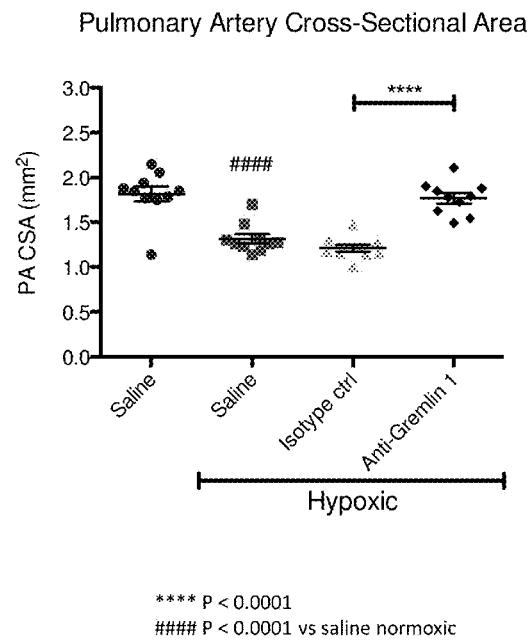 Pulmonary Artery Cross-Sectional Area
****
3.0
2.5
####
2.0
1.5
1.0
0.5
0.0
PA CSA (mm²)
Saline
Saline
Isotype ctrl
Anti-Gremlin 1
Hypoxic
**** P < 0.0001
#### P < 0.0001 vs saline normoxic